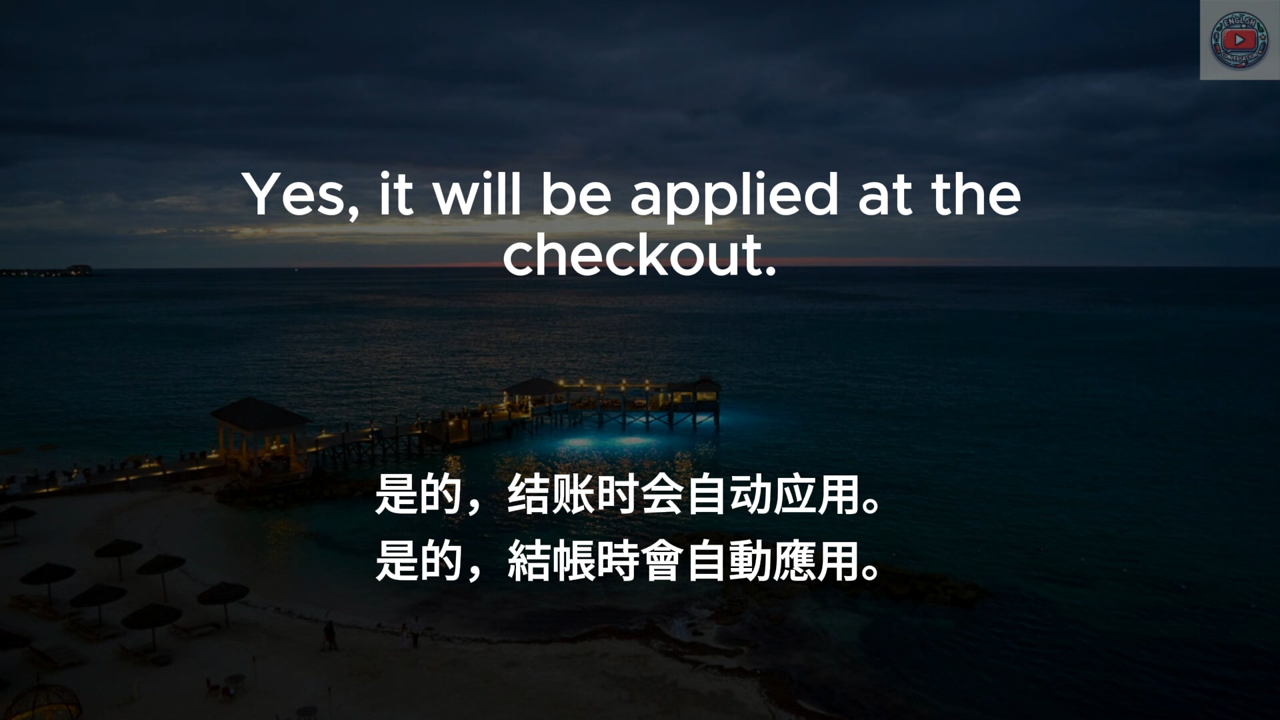 Yes, it will be applied at the
checkout.
是的，结账时会自动应用。
是的，結帳時會自動應用。